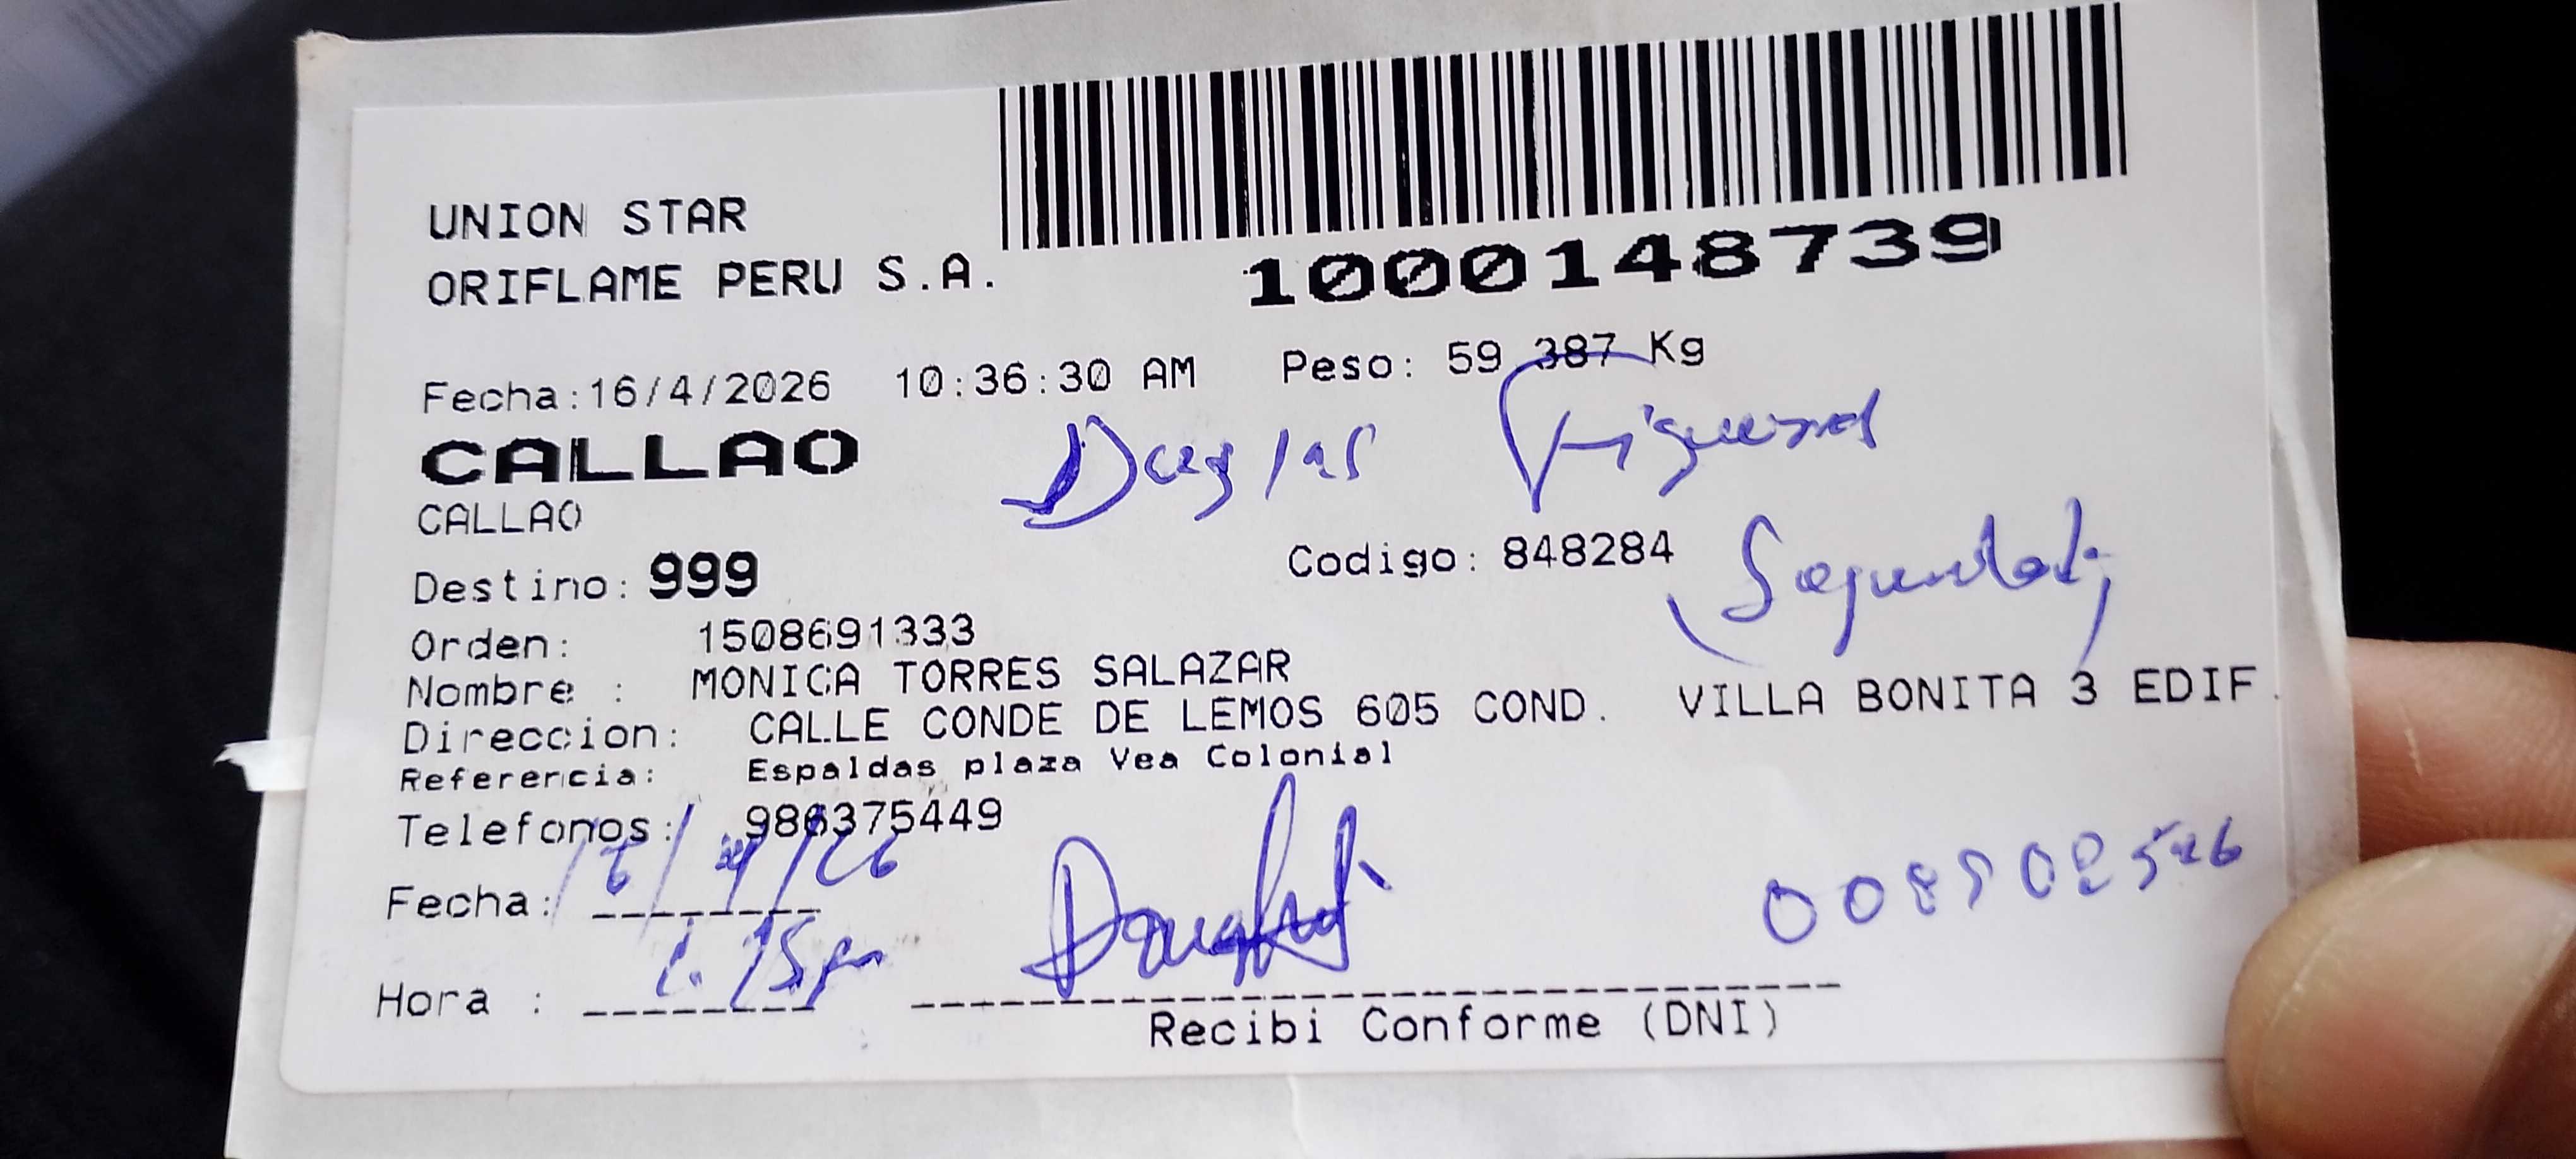 UNION STAR
ORIFLAME PERU S.A.
1000148739
Fecha:16/4/2026 10:36:30 AM Peso: 59 387 Kg
CALLAO
Douglas Figueroa
CALLAO
Destino: 999
Codigo: 848284
Seguridad
Orden: 1508691333
Nombre : MONICA TORRES SALAZAR
Direccion: CALLE CONDE DE LEMOS 605 COND. VILLA BONITA 3 EDIF.
Referencia: Espaldas plaza Vea Colonial
Telefonos: 986375449
Fecha: 16/4/26
Hora : 1.15pm
Recibi Conforme (DNI)